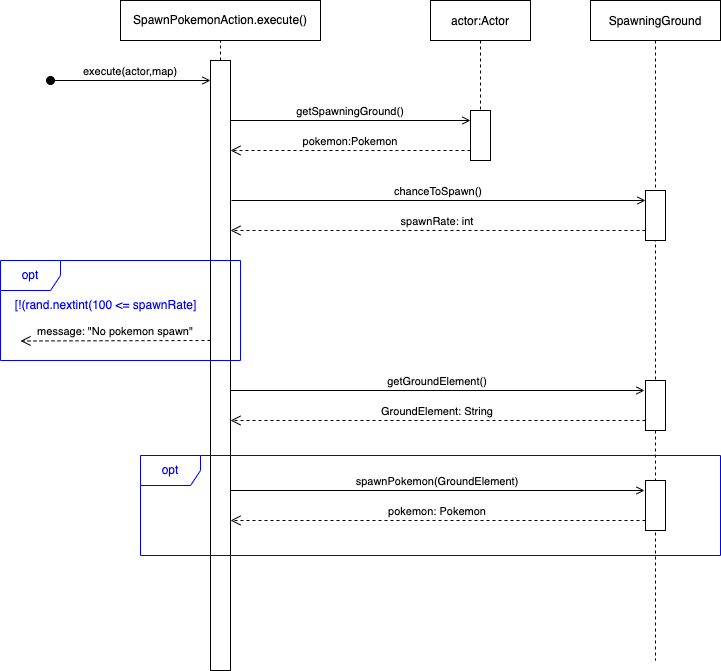 SpawnPokemonAction.execute()
actor:Actor
SpawningGround
execute(actor,map)
getSpawningGround()
pokemon:Pokemon
chanceToSpawn()
spawnRate: int
opt
[!(rand.nextint(100 <= spawnRate]
message: "No pokemon spawn"
getGroundElement()
GroundElement: String
opt
spawnPokemon(GroundElement)
pokemon: Pokemon